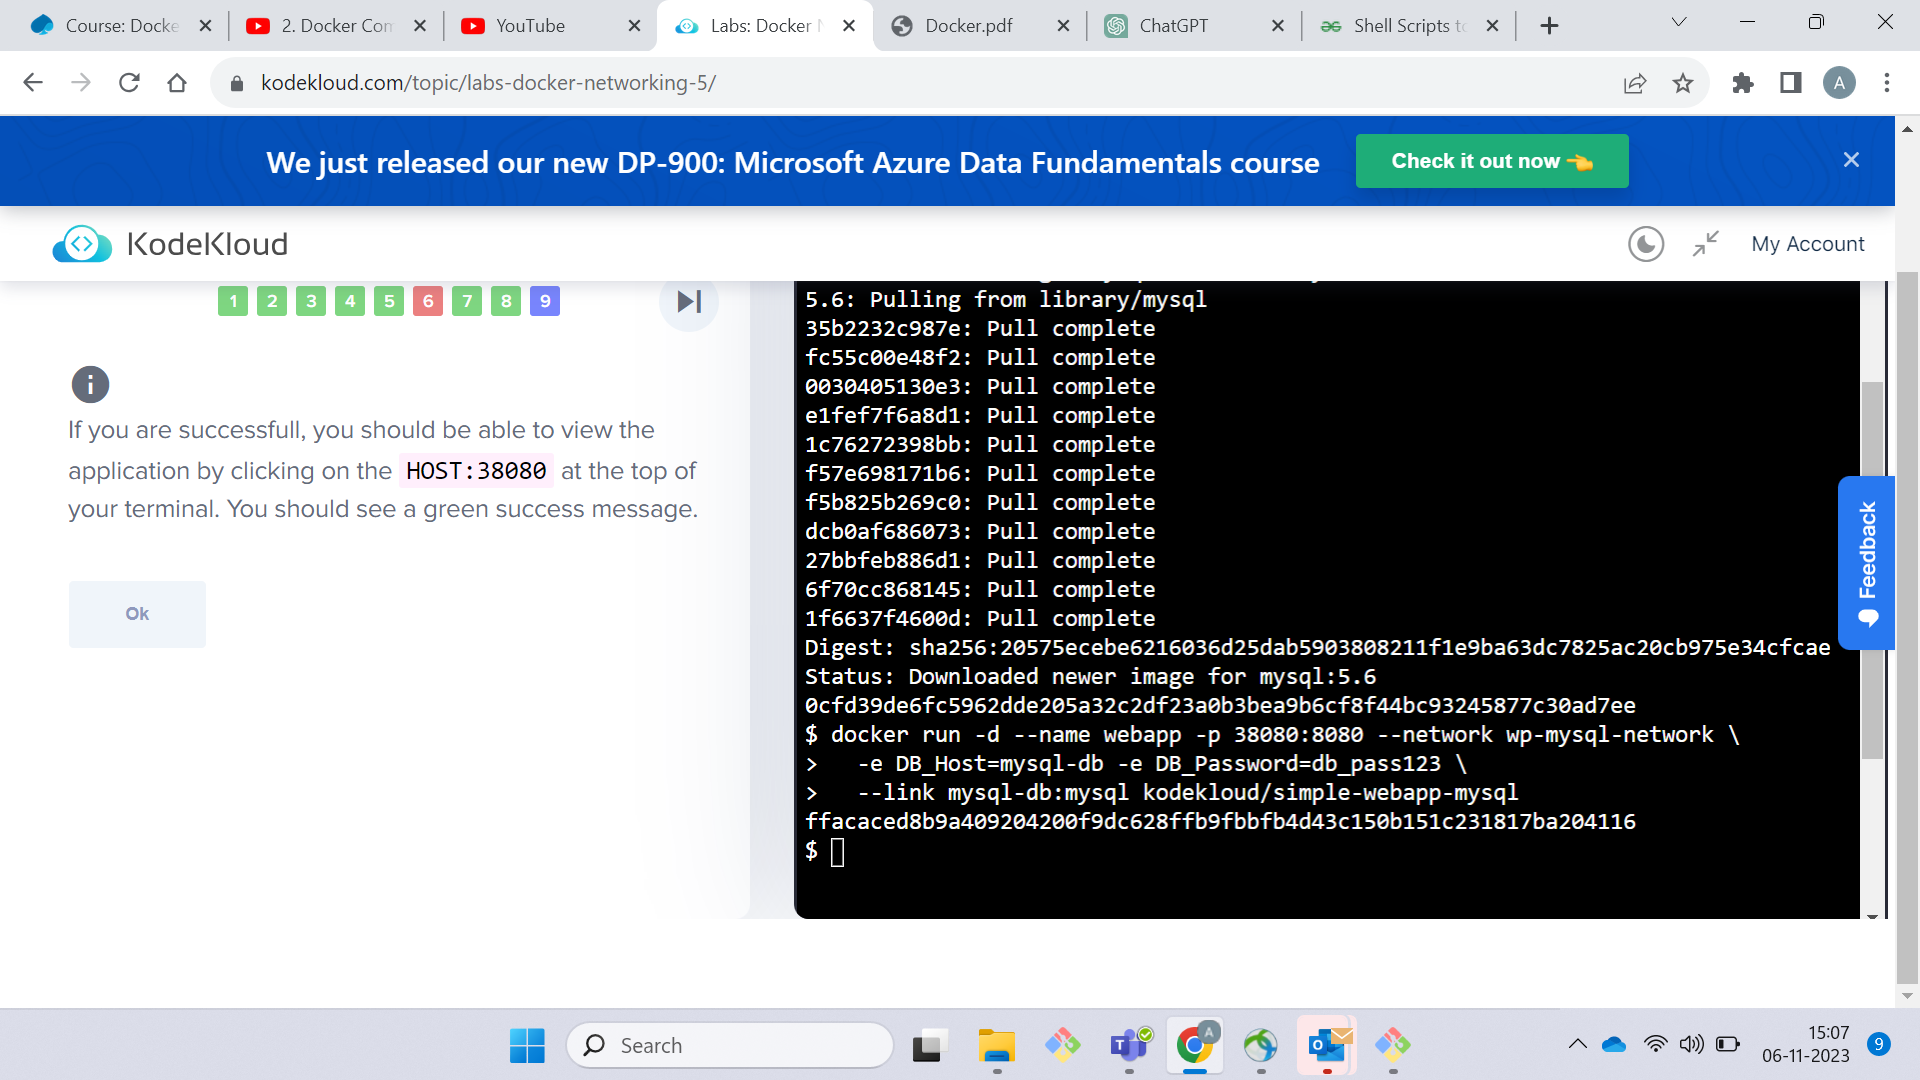 Course: Docke
2. Docker Con
YouTube
Labs: Docker N
Docker.pdf
ChatGPT
Shell Scripts to
kodekloud.com/topic/labs-docker-networking-5/
A
We just released our new DP-900: Microsoft Azure Data Fundamentals course
Check it out now
KodeKloud
My Account
1 2 3 4 5 6 7 8 9
If you are successfull, you should be able to view the
application by clicking on the HOST:38080 at the top of
your terminal. You should see a green success message.
Ok
5.6: Pulling from library/mysql
35b2232c987e: Pull complete
fc55c00e48f2: Pull complete
0030405130e3: Pull complete
e1fef7f6a8d1: Pull complete
1c76272398bb: Pull complete
f57e698171b6: Pull complete
f5b825b269c0: Pull complete
dcb0af686073: Pull complete
27bbfeb886d1: Pull complete
6f70cc868145: Pull complete
1f6637f4600d: Pull complete
Digest: sha256:20575ecebe6216036d25dab5903808211f1e9ba63dc7825ac20cb975e34cfcae
Status: Downloaded newer image for mysql:5.6
0cfd39de6fc5962dde205a32c2df23a0b3bea9b6cf8f44bc93245877c30ad7ee
$ docker run -d --name webapp -p 38080:8080 --network wp-mysql-network \
>   -e DB_Host=mysql-db -e DB_Password=db_pass123 \
>   --link mysql-db:mysql kodekloud/simple-webapp-mysql
ffacaced8b9a409204200f9dc628ffb9fbbfb4d43c150b151c231817ba204116
$
Feedback
Search
15:07
06-11-2023
9